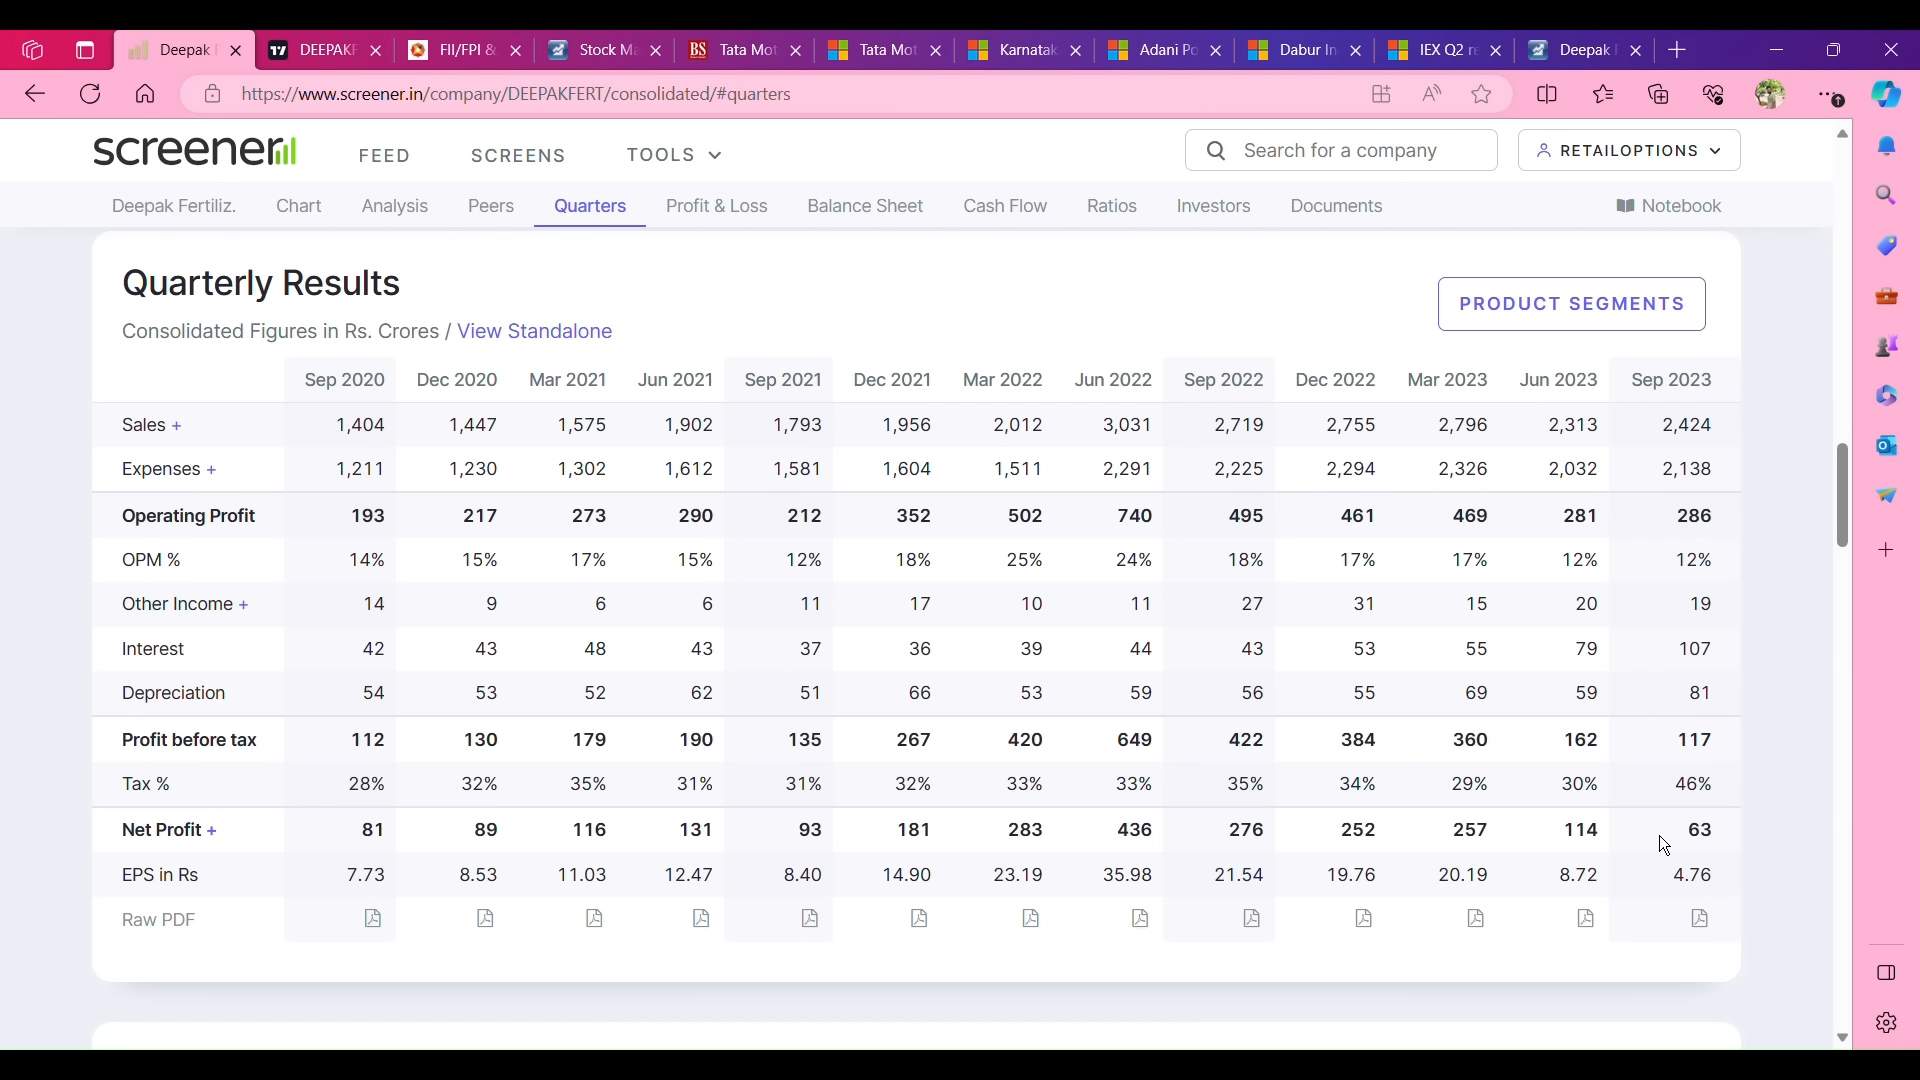 Deepak F DEEPAKF FII/FPI & Stock Ma Tata Mot Tata Mot Karnatak Adani Po Dabur In IEX Q2 re Deepak F
https://www.screener.in/company/DEEPAKFERT/consolidated/#quarters
screener FEED SCREENS TOOLS Search for a company RETAILOPTIONS
Deepak Fertiliz. Chart Analysis Peers Quarters Profit & Loss Balance Sheet Cash Flow Ratios Investors Documents Notebook
Quarterly Results
PRODUCT SEGMENTS
Consolidated Figures in Rs. Crores / View Standalone
Sep 2020 Dec 2020 Mar 2021 Jun 2021 Sep 2021 Dec 2021 Mar 2022 Jun 2022 Sep 2022 Dec 2022 Mar 2023 Jun 2023 Sep 2023
Sales + 1,404 1,447 1,575 1,902 1,793 1,956 2,012 3,031 2,719 2,755 2,796 2,313 2,424
Expenses + 1,211 1,230 1,302 1,612 1,581 1,604 1,511 2,291 2,225 2,294 2,326 2,032 2,138
Operating Profit 193 217 273 290 212 352 502 740 495 461 469 281 286
OPM % 14% 15% 17% 15% 12% 18% 25% 24% 18% 17% 17% 12% 12%
Other Income + 14 9 6 6 11 17 10 11 27 31 15 20 19
Interest 42 43 48 43 37 36 39 44 43 53 55 79 107
Depreciation 54 53 52 62 51 66 53 59 56 55 69 59 81
Profit before tax 112 130 179 190 135 267 420 649 422 384 360 162 117
Tax % 28% 32% 35% 31% 31% 32% 33% 33% 35% 34% 29% 30% 46%
Net Profit + 81 89 116 131 93 181 283 436 276 252 257 114 63
EPS in Rs 7.73 8.53 11.03 12.47 8.40 14.90 23.19 35.98 21.54 19.76 20.19 8.72 4.76
Raw PDF